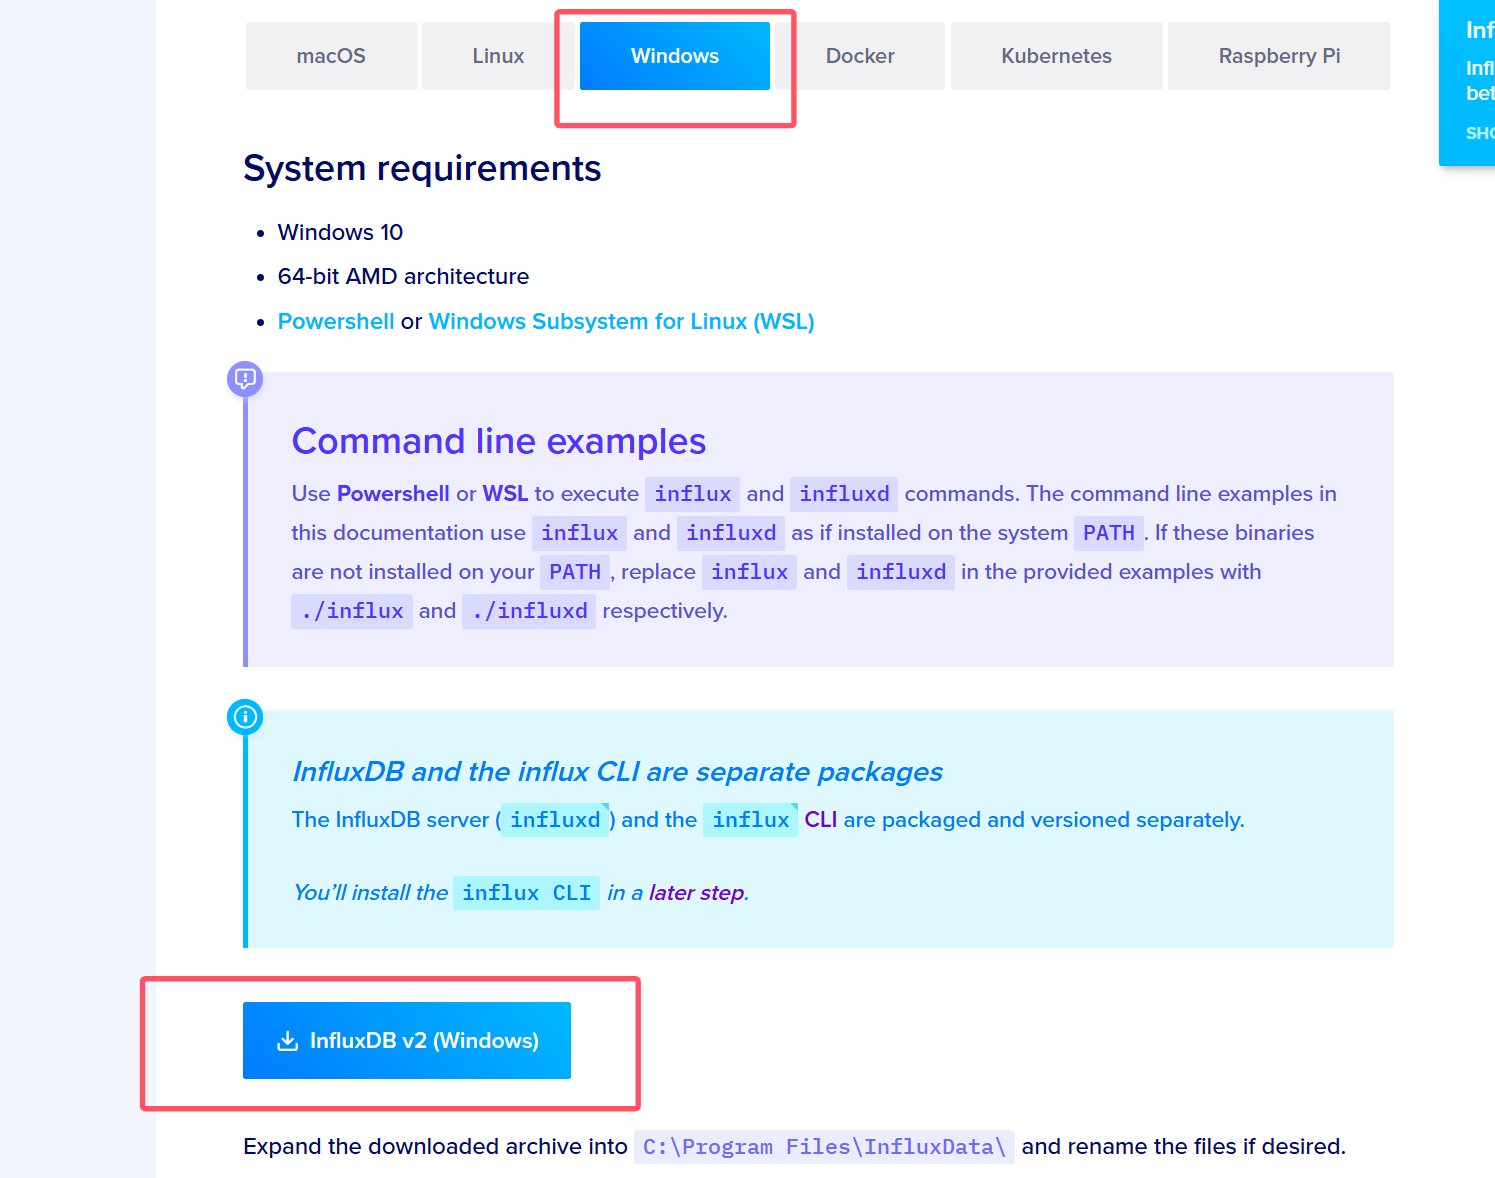 macOS Linux Windows Docker Kubernetes Raspberry Pi
Inf
Infl
bet
SHO
System requirements
• Windows 10
• 64-bit AMD architecture
• Powershell or Windows Subsystem for Linux (WSL)
Command line examples
Use Powershell or WSL to execute influx and influxd commands. The command line examples in
this documentation use influx and influxd as if installed on the system PATH. If these binaries
are not installed on your PATH, replace influx and influxd in the provided examples with
./influx and ./influxd respectively.
InfluxDB and the influx CLI are separate packages
The InfluxDB server (influxd) and the influx CLI are packaged and versioned separately.
You’ll install the influx CLI in a later step.
InfluxDB v2 (Windows)
Expand the downloaded archive into C:\Program Files\InfluxData\ and rename the files if desired.